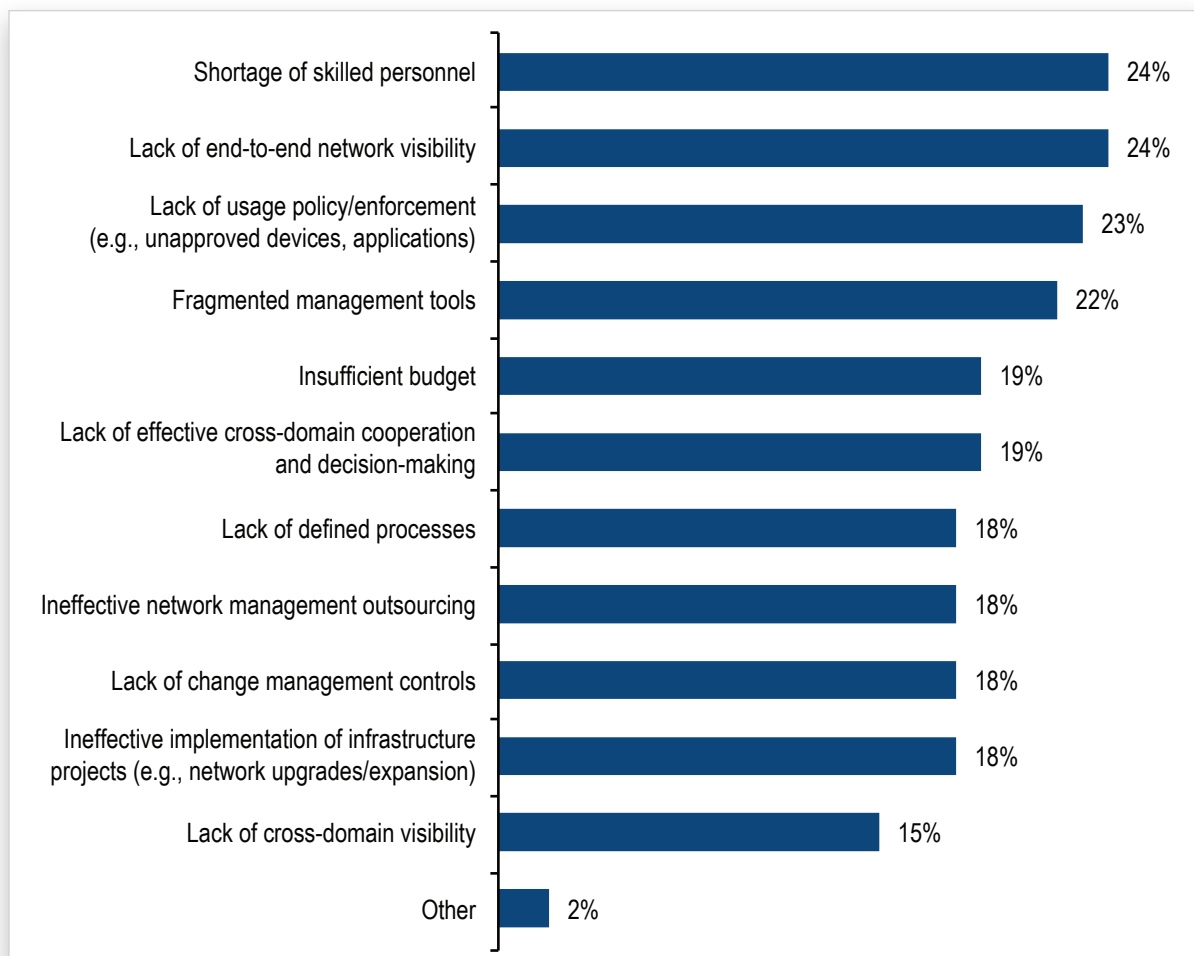 Shortage of skilled personnel 24%
Lack of end-to-end network visibility 24%
Lack of usage policy/enforcement
(e.g., unapproved devices, applications) 23%
Fragmented management tools 22%
Insufficient budget 19%
Lack of effective cross-domain cooperation
and decision-making 19%
Lack of defined processes 18%
Ineffective network management outsourcing 18%
Lack of change management controls 18%
Ineffective implementation of infrastructure
projects (e.g., network upgrades/expansion) 18%
Lack of cross-domain visibility 15%
Other 2%